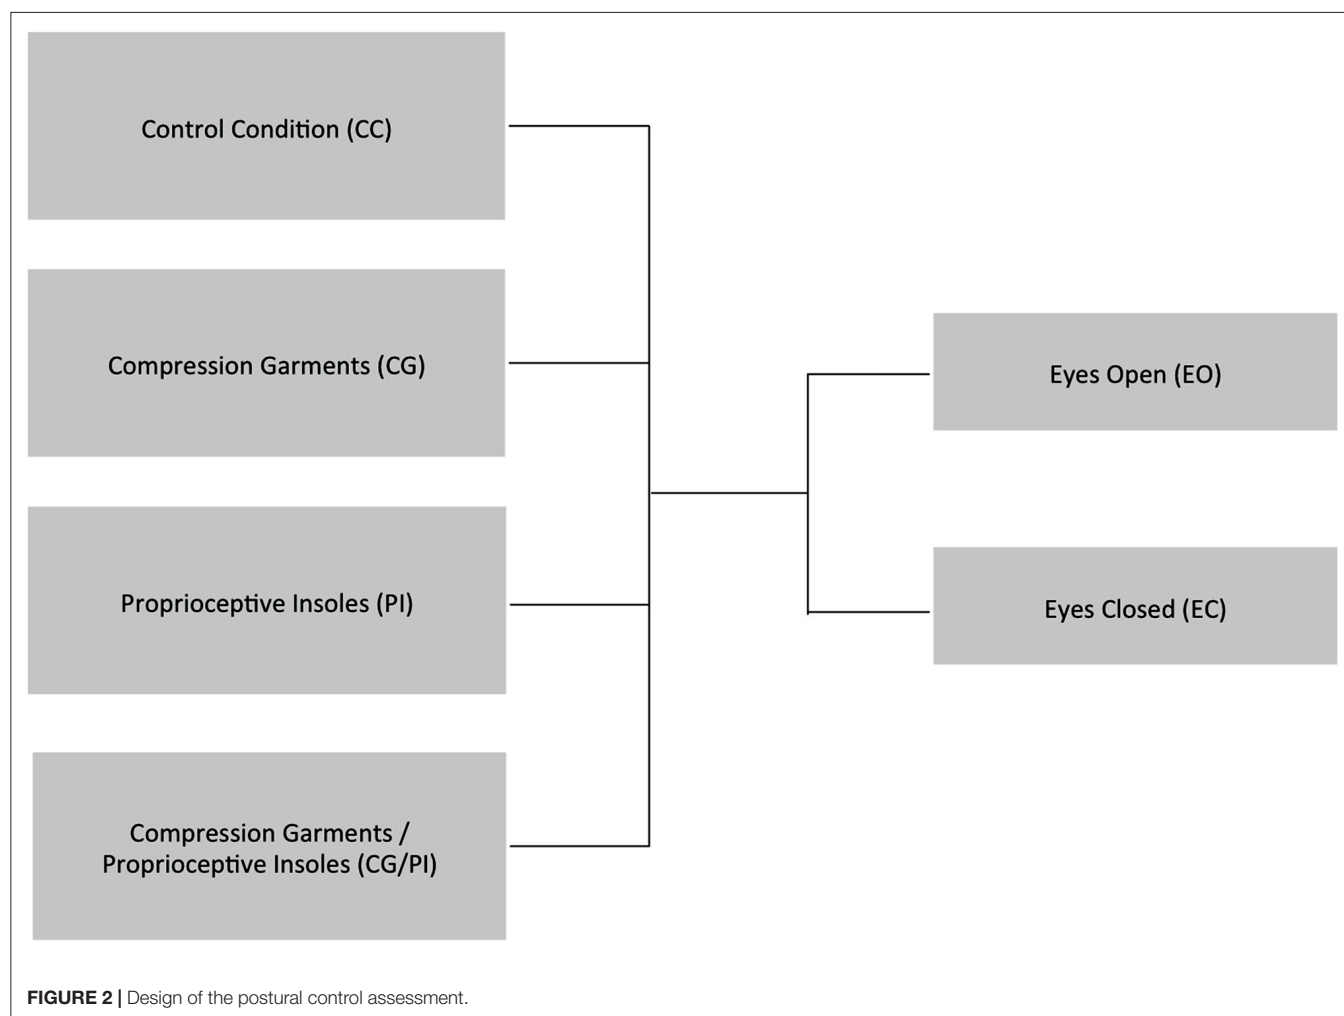 Control Condition (CC)
Compression Garments (CG)
Proprioceptive Insoles (PI)
Compression Garments /
Proprioceptive Insoles (CG/PI)
Eyes Open (EO)
Eyes Closed (EC)
FIGURE 2 | Design of the postural control assessment.